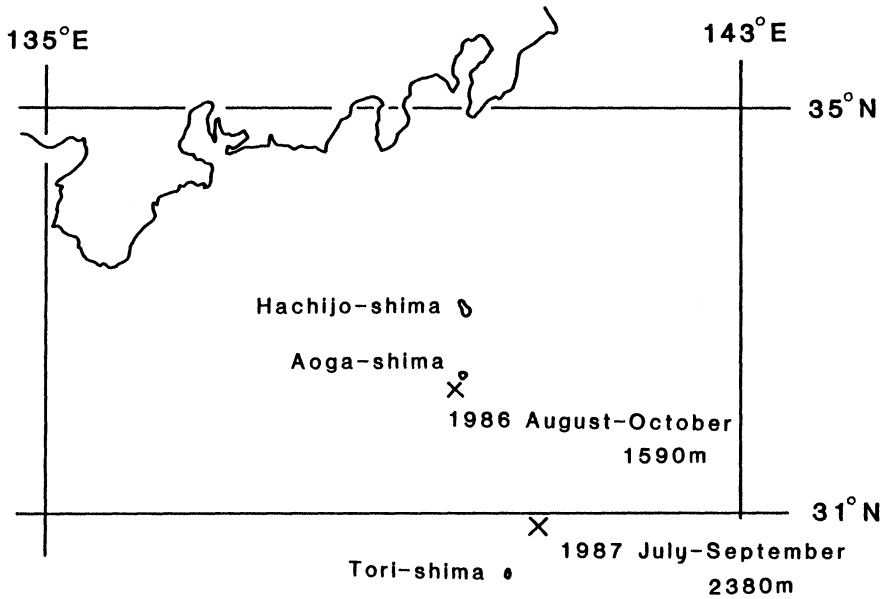 135°E
143°E
35°N
Hachijo-shima
Aoga-shima
1986 August-October
1590m
31°N
1987 July-September
Tori-shima
2380m